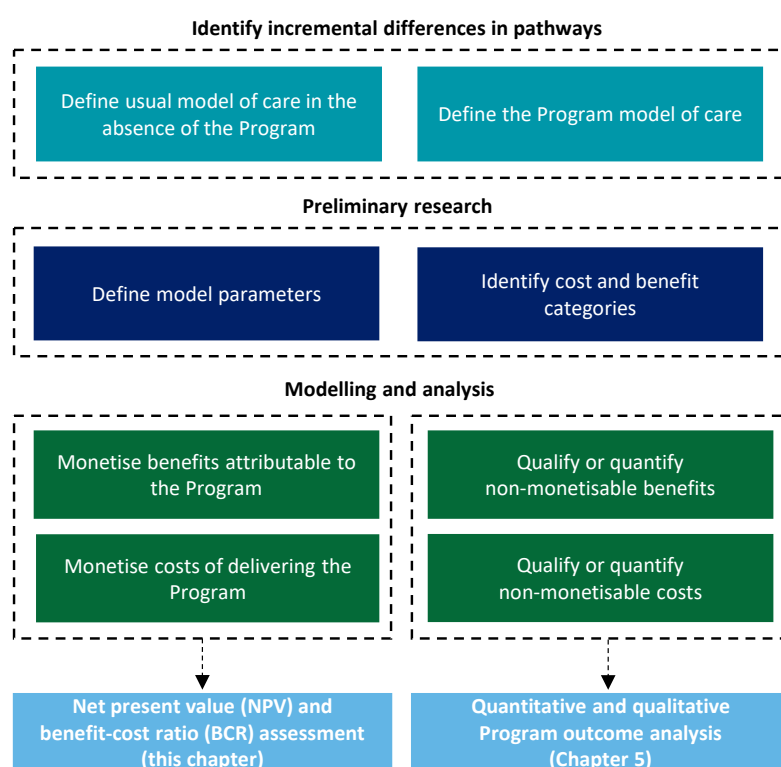 Identify incremental differences in pathways
Define usual model of care in the
absence of the Program
Define the Program model of care
Preliminary research
Define model parameters
Identify cost and benefit
categories
Modelling and analysis
Monetise benefits attributable to
the Program
Qualify or quantify
non-monetisable benefits
Monetise costs of delivering the
Program
Qualify or quantify
non-monetisable costs
Net present value (NPV) and
benefit-cost ratio (BCR) assessment
(this chapter)
Quantitative and qualitative
Program outcome analysis
(Chapter 5)